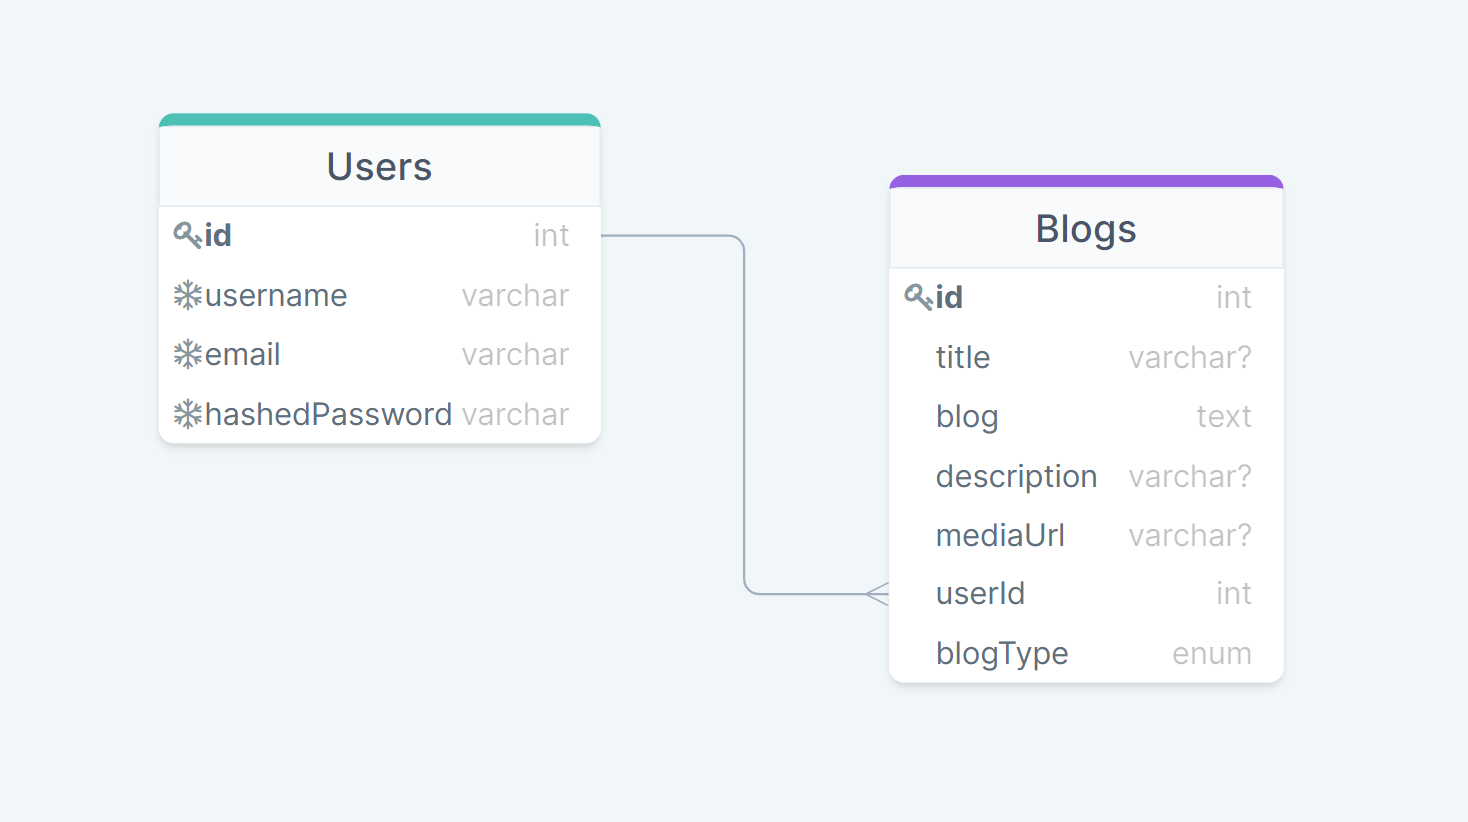 Users
id int
username varchar
email varchar
hashedPassword varchar
Blogs
id int
title varchar?
blog text
description varchar?
mediaUrl varchar?
userId int
blogType enum